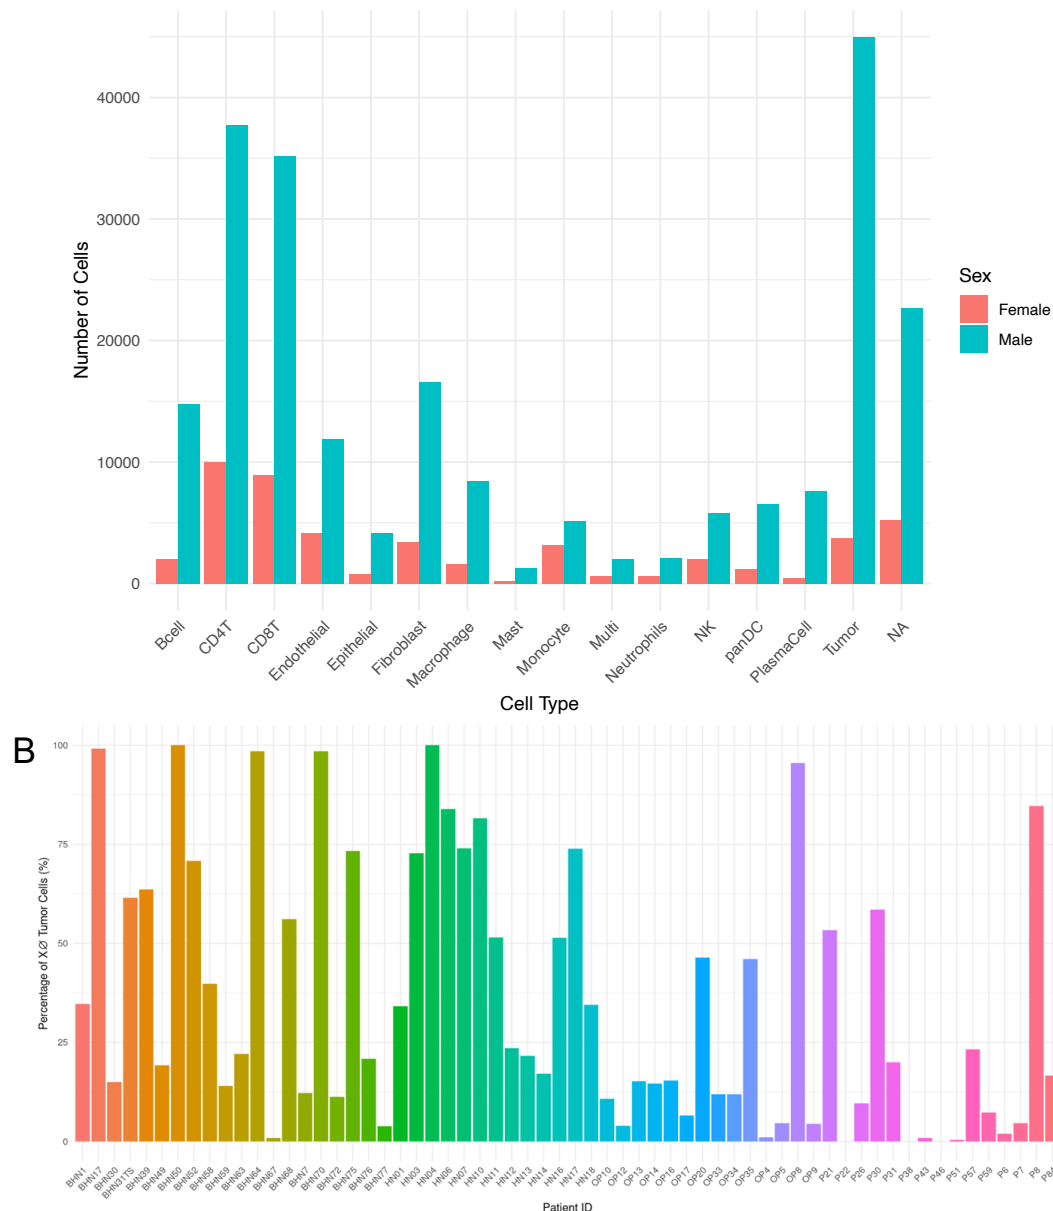 40000
30000
20000
10000
0
Number of Cells
Bcell
CD4T
CD8T
Endothelial
Epithelial
Fibroblast
Macrophage
Mast
Monocyte
Multi
Neutrophils
NK
panDC
PlasmaCell
Tumor
NA
Cell Type
Sex
Female
Male
B
100
75
50
25
0
Percentage of XØ Tumor Cells (%)
BHN1
BHN17
BHN30
BHN31TS
BHN39
BHN49
BHN50
BHN52
BHN58
BHN59
BHN63
BHN64
BHN67
BHN68
BHN7
BHN70
BHN72
BHN75
BHN76
BHN77
HN01
HN03
HN04
HN06
HN07
HN10
HN11
HN12
HN13
HN14
HN16
HN17
HN18
OP10
OP12
OP13
OP14
OP16
OP17
OP20
OP33
OP34
OP35
OP4
OP5
OP8
OP9
P21
P22
P26
P30
P31
P38
P43
P46
P51
P57
P59
P6
P7
P8
Patient ID